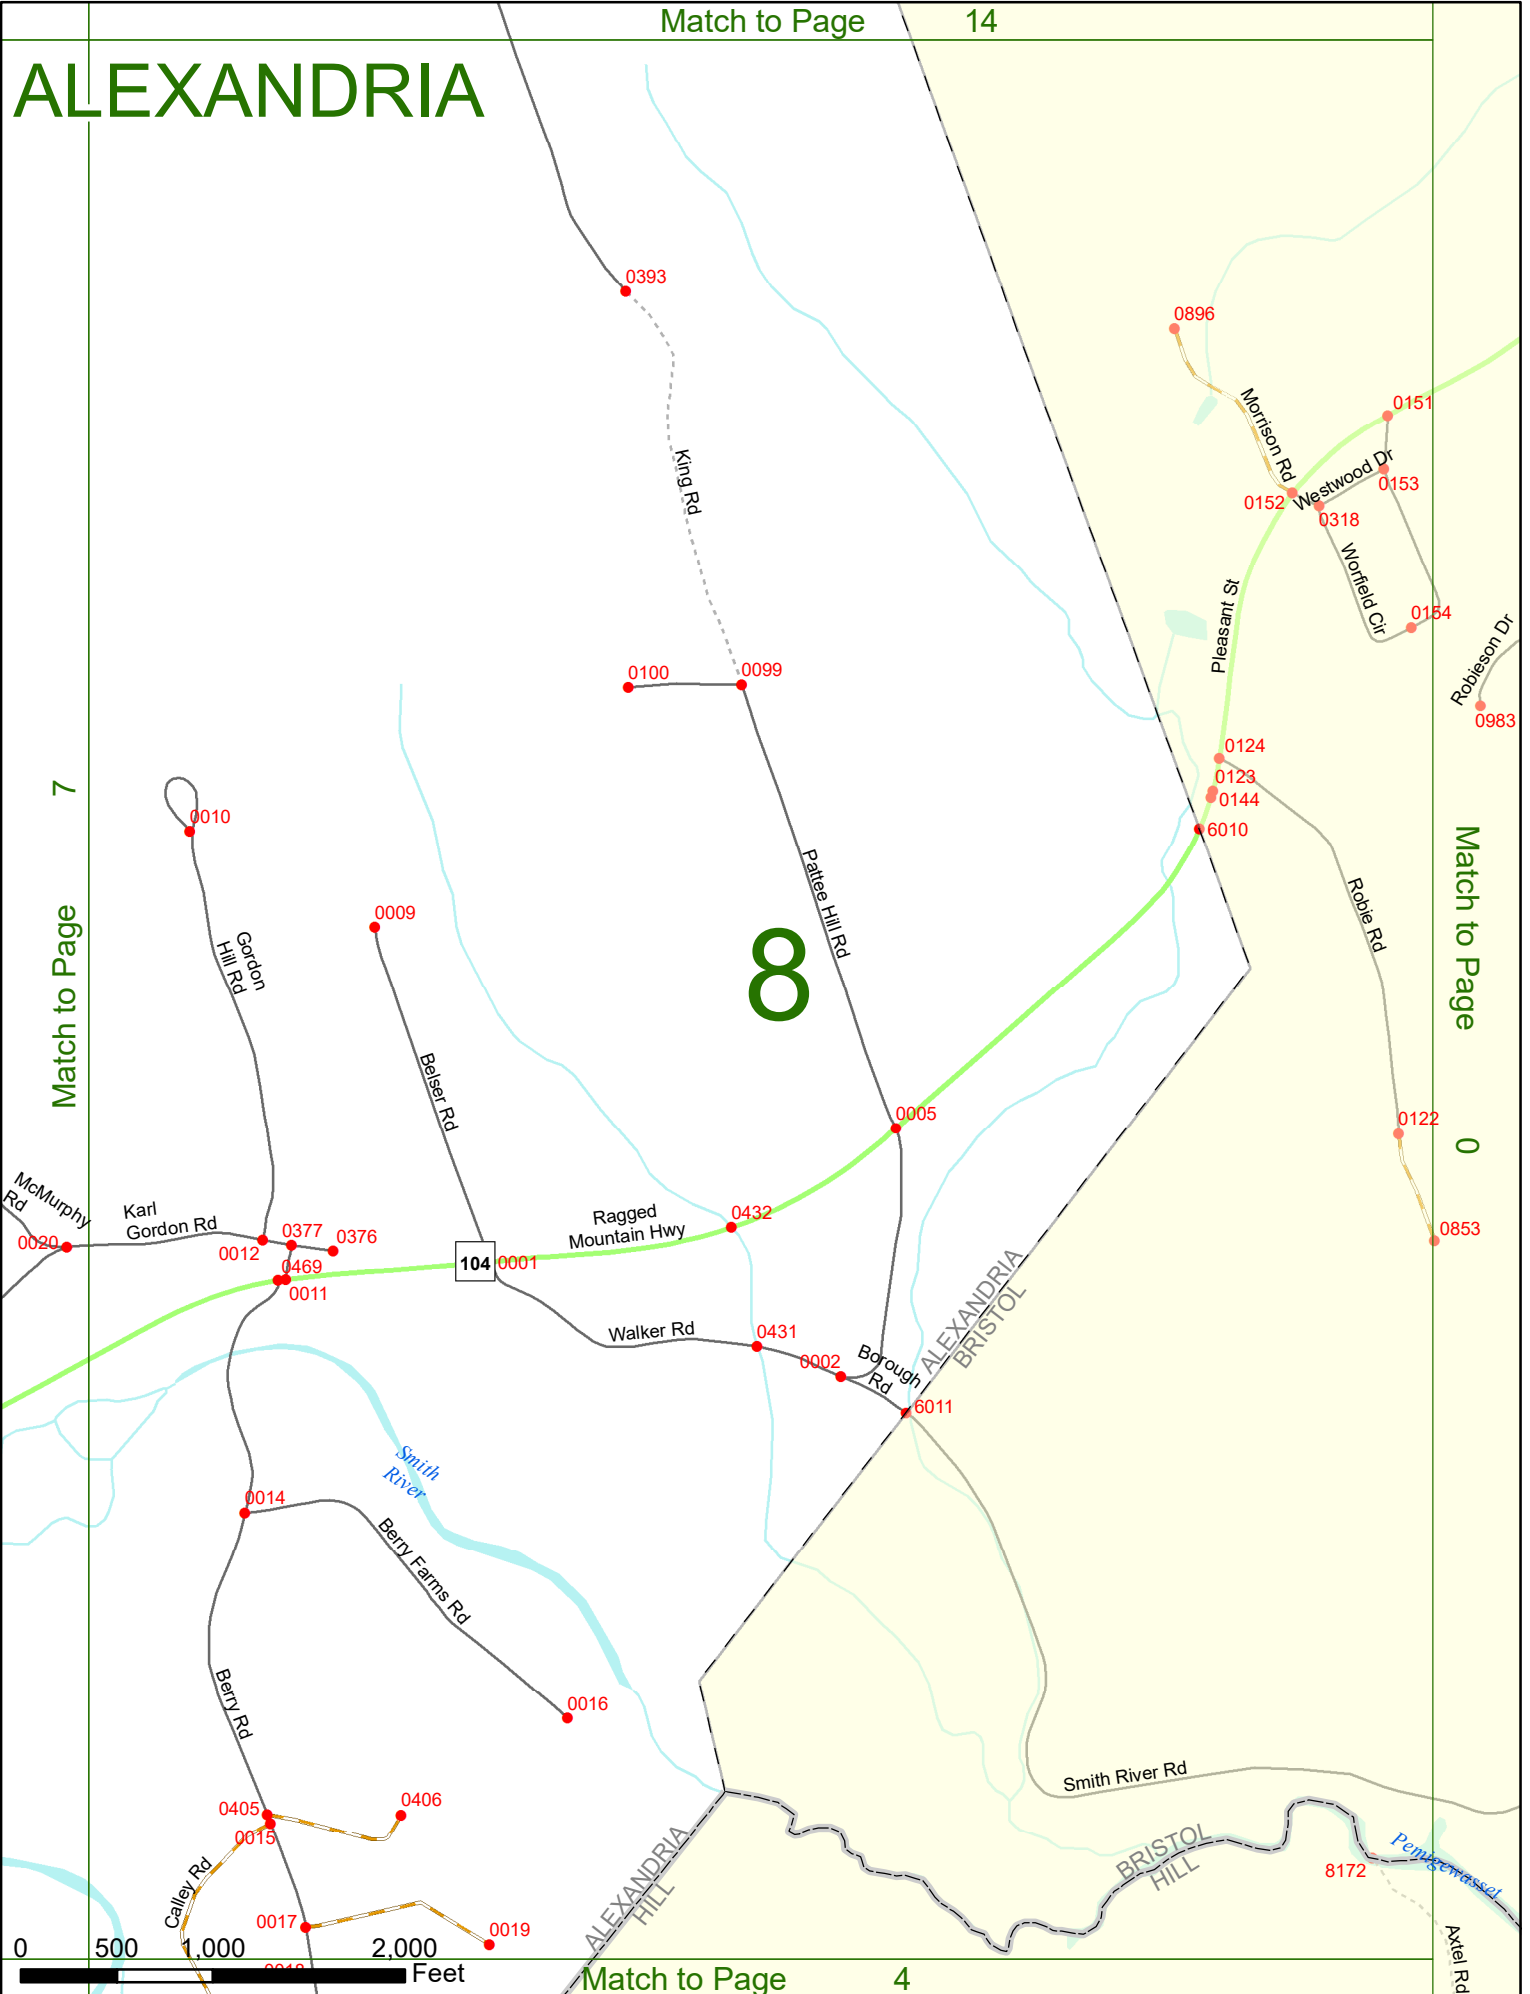 Match to Page 14
ALEXANDRIA
0393
0896
0151
Morrison Rd
Westwood Dr
0153
0152
0318
King Rd
Worfield Cir
Pleasant St
0154
Robieson Dr
0983
0100
0099
0124
0123
0144
6010
7
Match to Page
0010
Pattee Hill Rd
Robie Rd
Match to Page
0
0009
Gordon
Hill Rd
8
Belser Rd
0005
0122
McMurphy
Rd
Karl
Gordon Rd
0020
0012
0377
0376
Ragged
Mountain Hwy
0432
0853
104
0001
0469
0011
ALEXANDRIA
BRISTOL
Walker Rd
0431
0002
Borough
Rd
6011
Smith
River
0014
Berry Farms Rd
Berry Rd
0016
Smith River Rd
0405
0406
0015
Calley Rd
ALEXANDRIA
HILL
BRISTOL
HILL
Pemigewasset
8172
0017
0019
Axtel Rd
0 500 1,000 2,000
Feet
0018
Match to Page 4